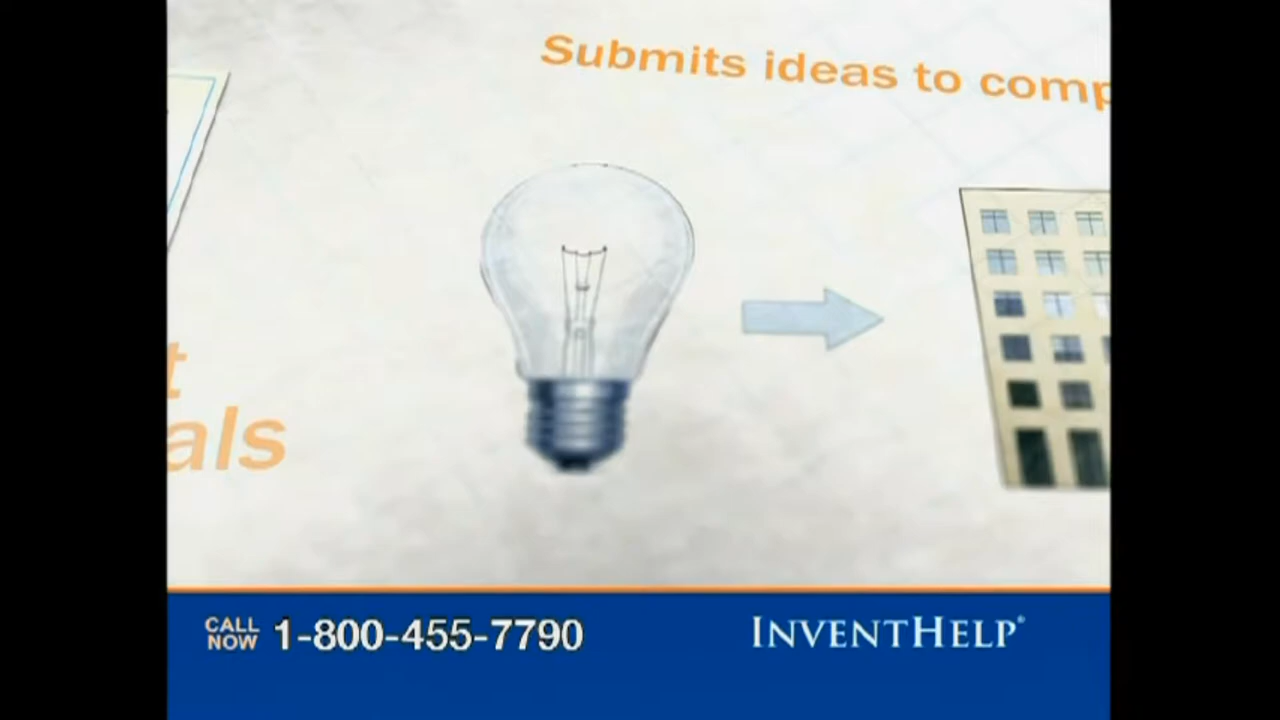 Submits ideas to comp
t
als
CALL NOW 1-800-455-7790
INVENTHELP®